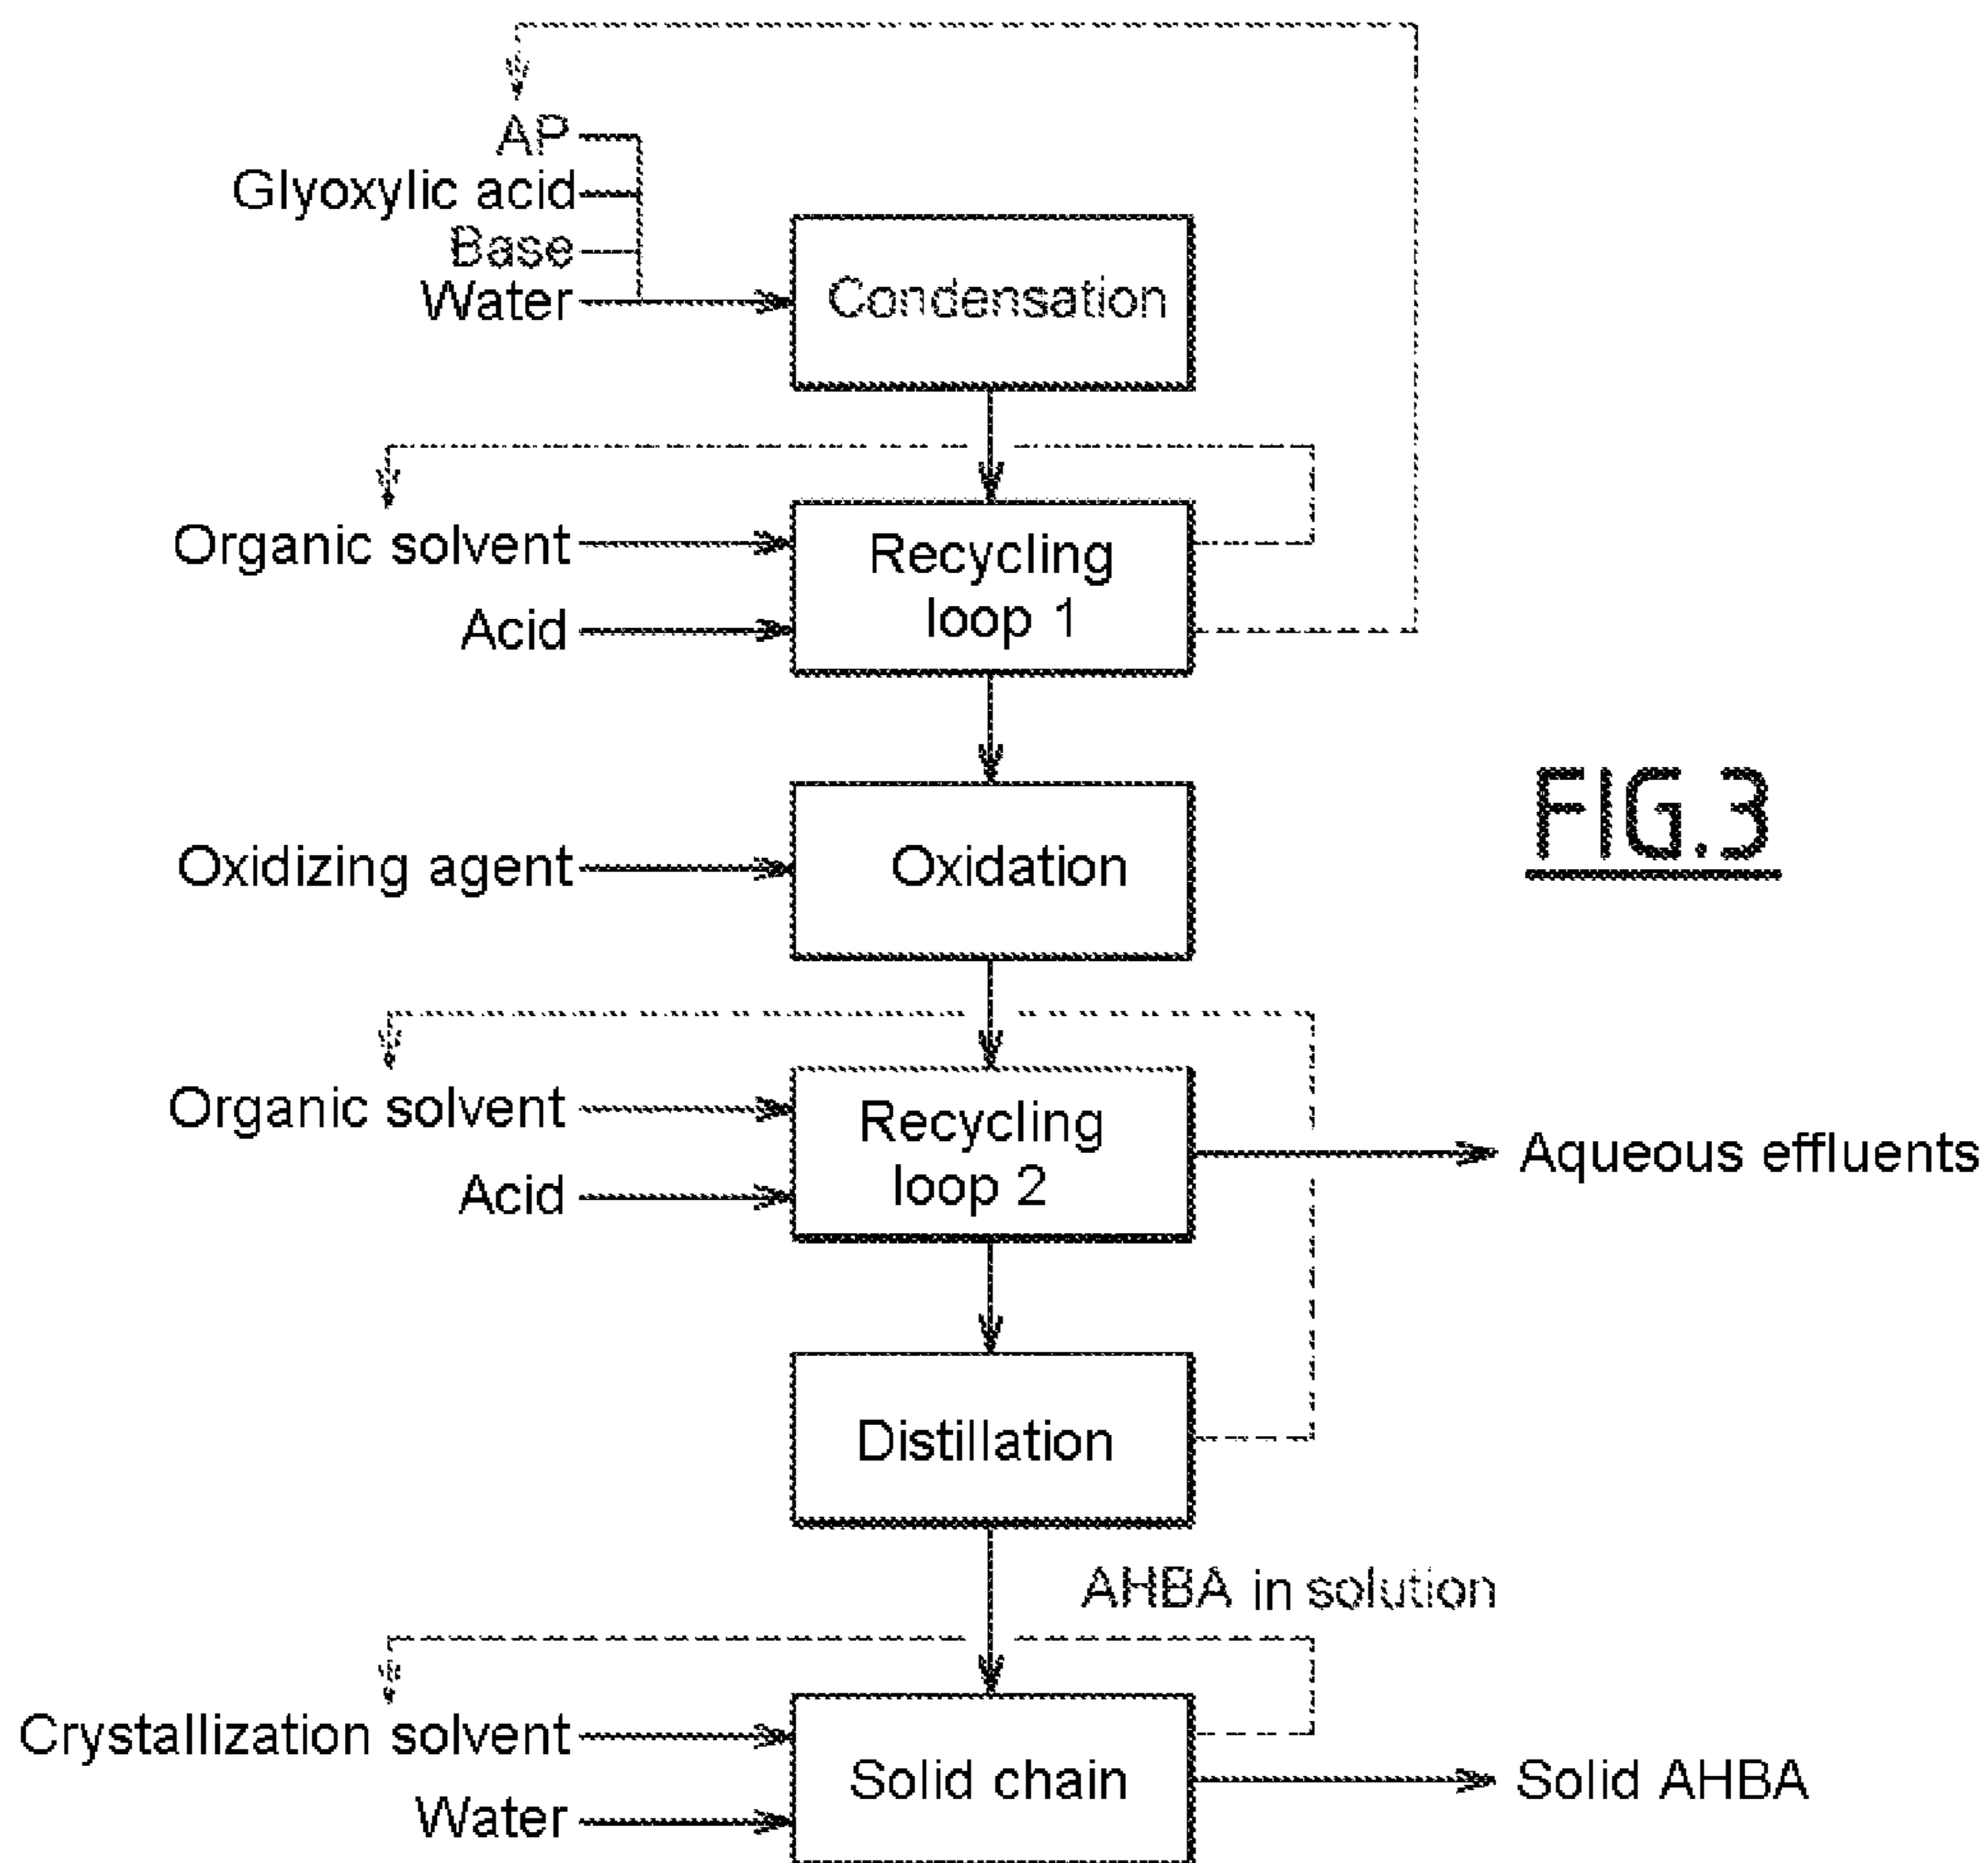 AP
Glyoxylic acid
Base
Water
Condensation
Organic solvent
Acid
Recycling
loop 1
Oxidizing agent
Oxidation
FIG.3
Organic solvent
Acid
Recycling
loop 2
Aqueous effluents
Distillation
AHBA in solution
Crystallization solvent
Water
Solid chain
Solid AHBA